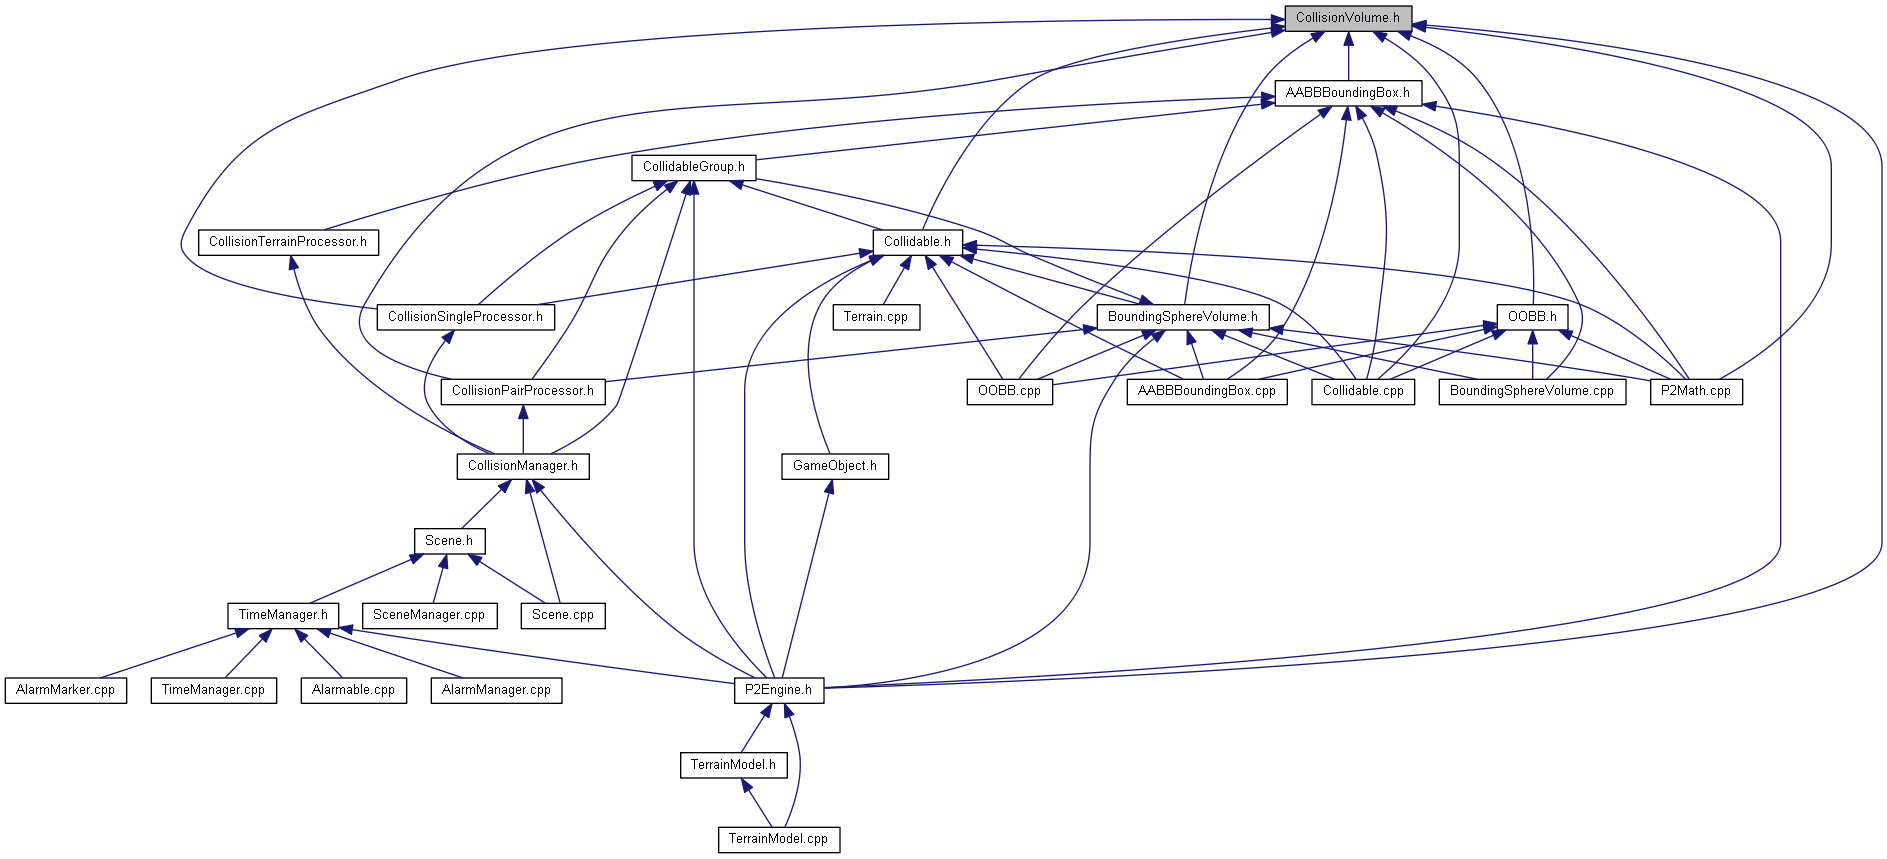 CollisionVolume.h
AABBBoundingBox.h
CollidableGroup.h
CollisionTerrainProcessor.h
Collidable.h
CollisionSingleProcessor.h
Terrain.cpp
BoundingSphereVolume.h
OOBB.h
CollisionPairProcessor.h
OOBB.cpp
AABBBoundingBox.cpp
Collidable.cpp
BoundingSphereVolume.cpp
P2Math.cpp
CollisionManager.h
GameObject.h
Scene.h
TimeManager.h
SceneManager.cpp
Scene.cpp
AlarmMarker.cpp
TimeManager.cpp
Alarmable.cpp
AlarmManager.cpp
P2Engine.h
TerrainModel.h
TerrainModel.cpp